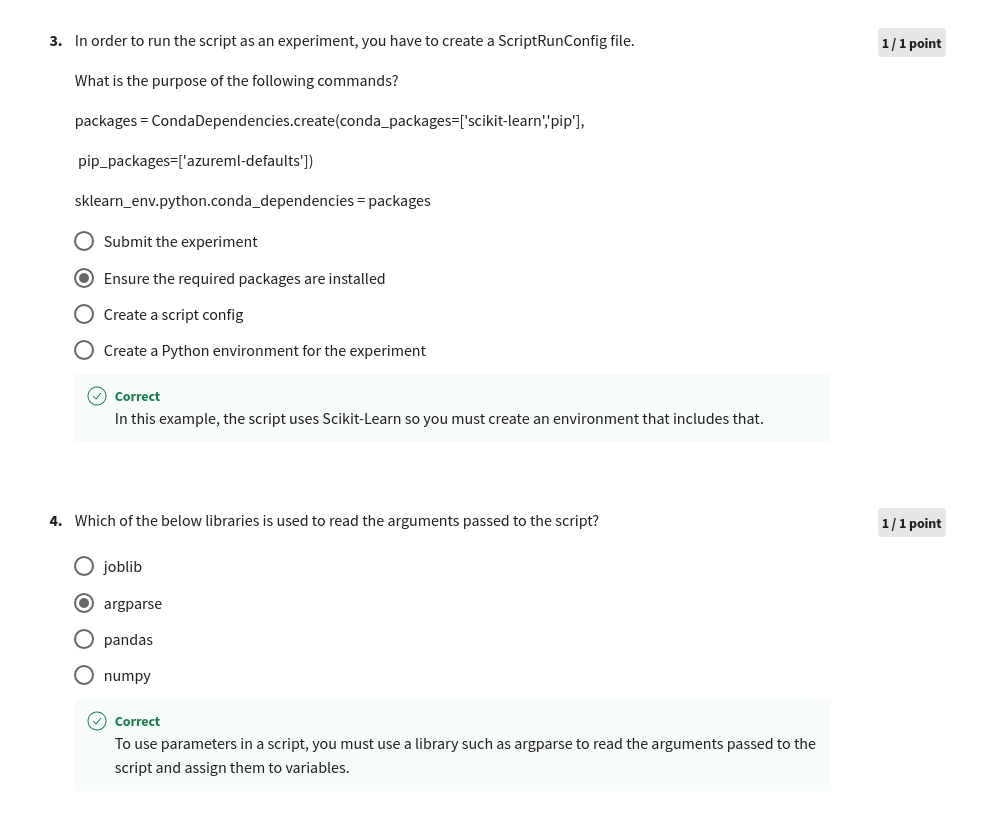 3. In order to run the script as an experiment, you have to create a ScriptRunConfig file.
1 / 1 point
What is the purpose of the following commands?
packages = CondaDependencies.create(conda_packages=['scikit-learn','pip'],
pip_packages=['azureml-defaults'])
sklearn_env.python.conda_dependencies = packages
Submit the experiment
Ensure the required packages are installed
Create a script config
Create a Python environment for the experiment
Correct
In this example, the script uses Scikit-Learn so you must create an environment that includes that.
4. Which of the below libraries is used to read the arguments passed to the script?
1 / 1 point
joblib
argparse
pandas
numpy
Correct
To use parameters in a script, you must use a library such as argparse to read the arguments passed to the
script and assign them to variables.